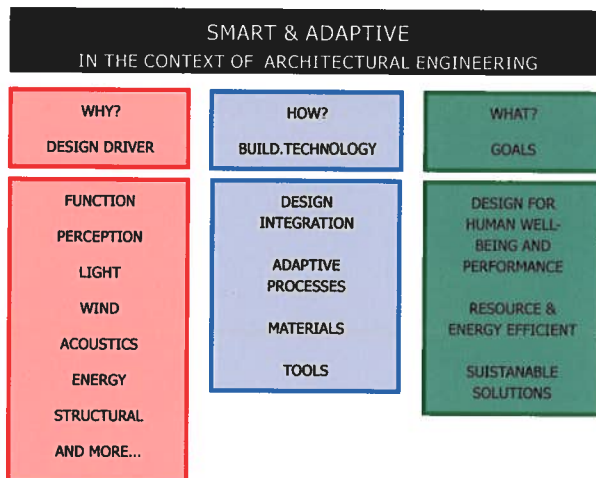 SMART & ADAPTIVE
IN THE CONTEXT OF ARCHITECTURAL ENGINEERING
WHY?
DESIGN DRIVER
FUNCTION
PERCEPTION
LIGHT
WIND
ACOUSTICS
ENERGY
STRUCTURAL
AND MORE...
HOW?
BUILD.TECHNOLOGY
DESIGN
INTEGRATION
ADAPTIVE
PROCESSES
MATERIALS
TOOLS
WHAT?
GOALS
DESIGN FOR
HUMAN WELL-
BEING AND
PERFORMANCE
RESOURCE &
ENERGY EFFICIENT
SUISTANABLE
SOLUTIONS